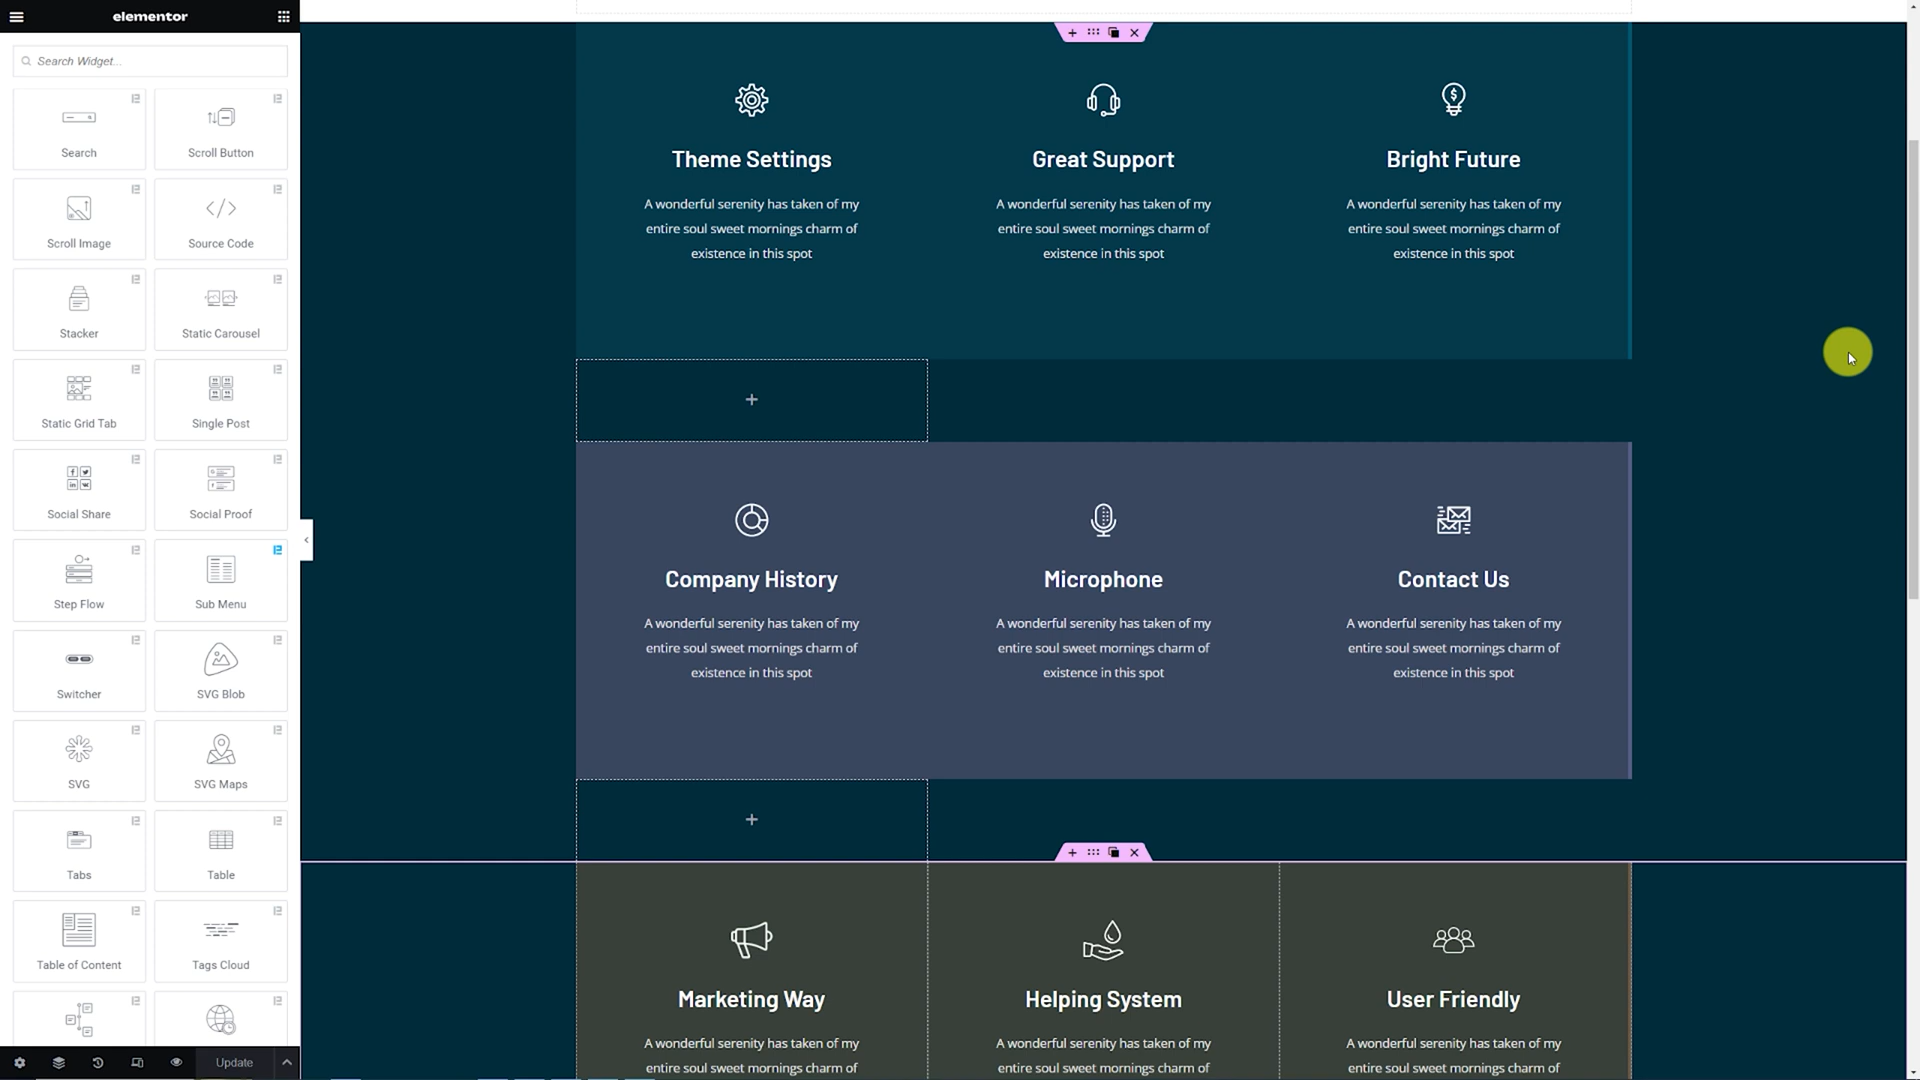 elementor
Search Widget...
Search
Scroll Button
Scroll Image
Source Code
Stacker
Static Carousel
Static Grid Tab
Single Post
Social Share
Social Proof
Step Flow
Sub Menu
Switcher
SVG Blob
SVG
SVG Maps
Tabs
Table
Table of Content
Tags Cloud
Update
Theme Settings
A wonderful serenity has taken of my
entire soul sweet mornings charm of
existence in this spot
Great Support
A wonderful serenity has taken of my
entire soul sweet mornings charm of
existence in this spot
Bright Future
A wonderful serenity has taken of my
entire soul sweet mornings charm of
existence in this spot
Company History
A wonderful serenity has taken of my
entire soul sweet mornings charm of
existence in this spot
Microphone
A wonderful serenity has taken of my
entire soul sweet mornings charm of
existence in this spot
Contact Us
A wonderful serenity has taken of my
entire soul sweet mornings charm of
existence in this spot
Marketing Way
A wonderful serenity has taken of my
entire soul sweet mornings charm of
Helping System
A wonderful serenity has taken of my
entire soul sweet mornings charm of
User Friendly
A wonderful serenity has taken of my
entire soul sweet mornings charm of